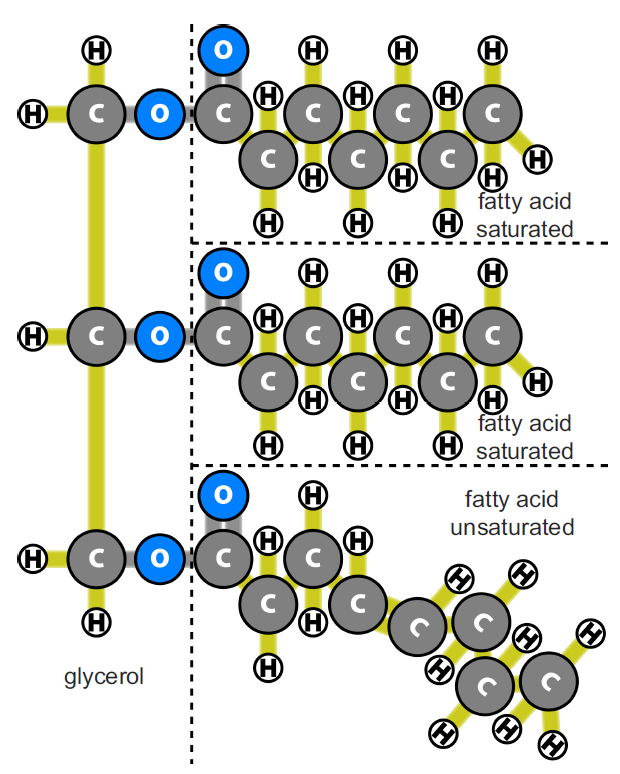 H O H H H
H H H
H C O C C C C
C C C H
H H H
fatty acid
H H H
saturated
O H H H
H H H
H C O C C C C
C C C H
H H H
fatty acid
H H H
saturated
O H
fatty acid
unsaturated
H H
H C O C C
H H
C C
H H C C
H H
H H
glycerol
C C
H H H